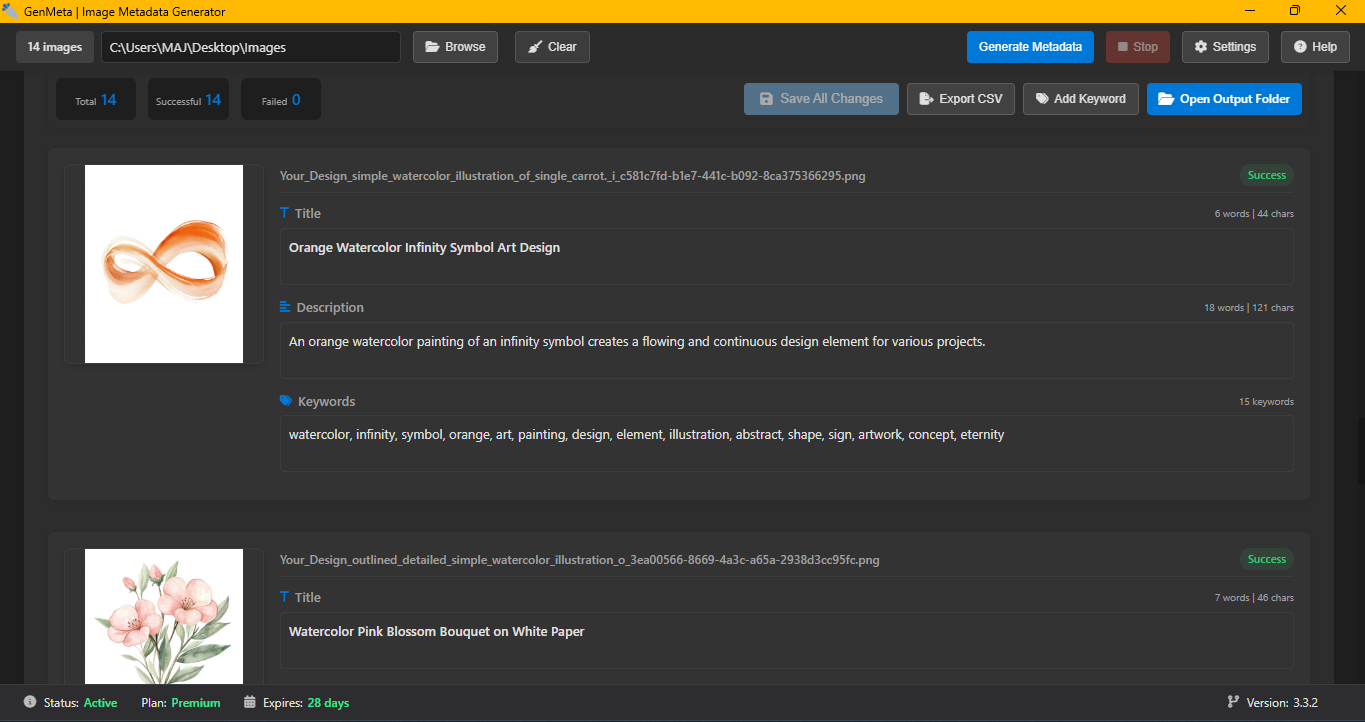 GenMeta | Image Metadata Generator
14 images C:\Users\MAJ\Desktop\Images Browse Clear Generate Metadata Stop Settings Help
Total 14 Successful 14 Failed 0 Save All Changes Export CSV Add Keyword Open Output Folder
Your_Design_simple_watercolor_illustration_of_single_carrot._i_c581c7fd-b1e7-441c-b092-8ca375366295.png Success
Title 6 words | 44 chars
Orange Watercolor Infinity Symbol Art Design
Description 18 words | 121 chars
An orange watercolor painting of an infinity symbol creates a flowing and continuous design element for various projects.
Keywords 15 keywords
watercolor, infinity, symbol, orange, art, painting, design, element, illustration, abstract, shape, sign, artwork, concept, eternity
Your_Design_outlined_detailed_simple_watercolor_illustration_o_3ea00566-8669-4a3c-a65a-2938d3cc95fc.png Success
Title 7 words | 46 chars
Watercolor Pink Blossom Bouquet on White Paper
Status: Active Plan: Premium Expires: 28 days Version: 3.3.2